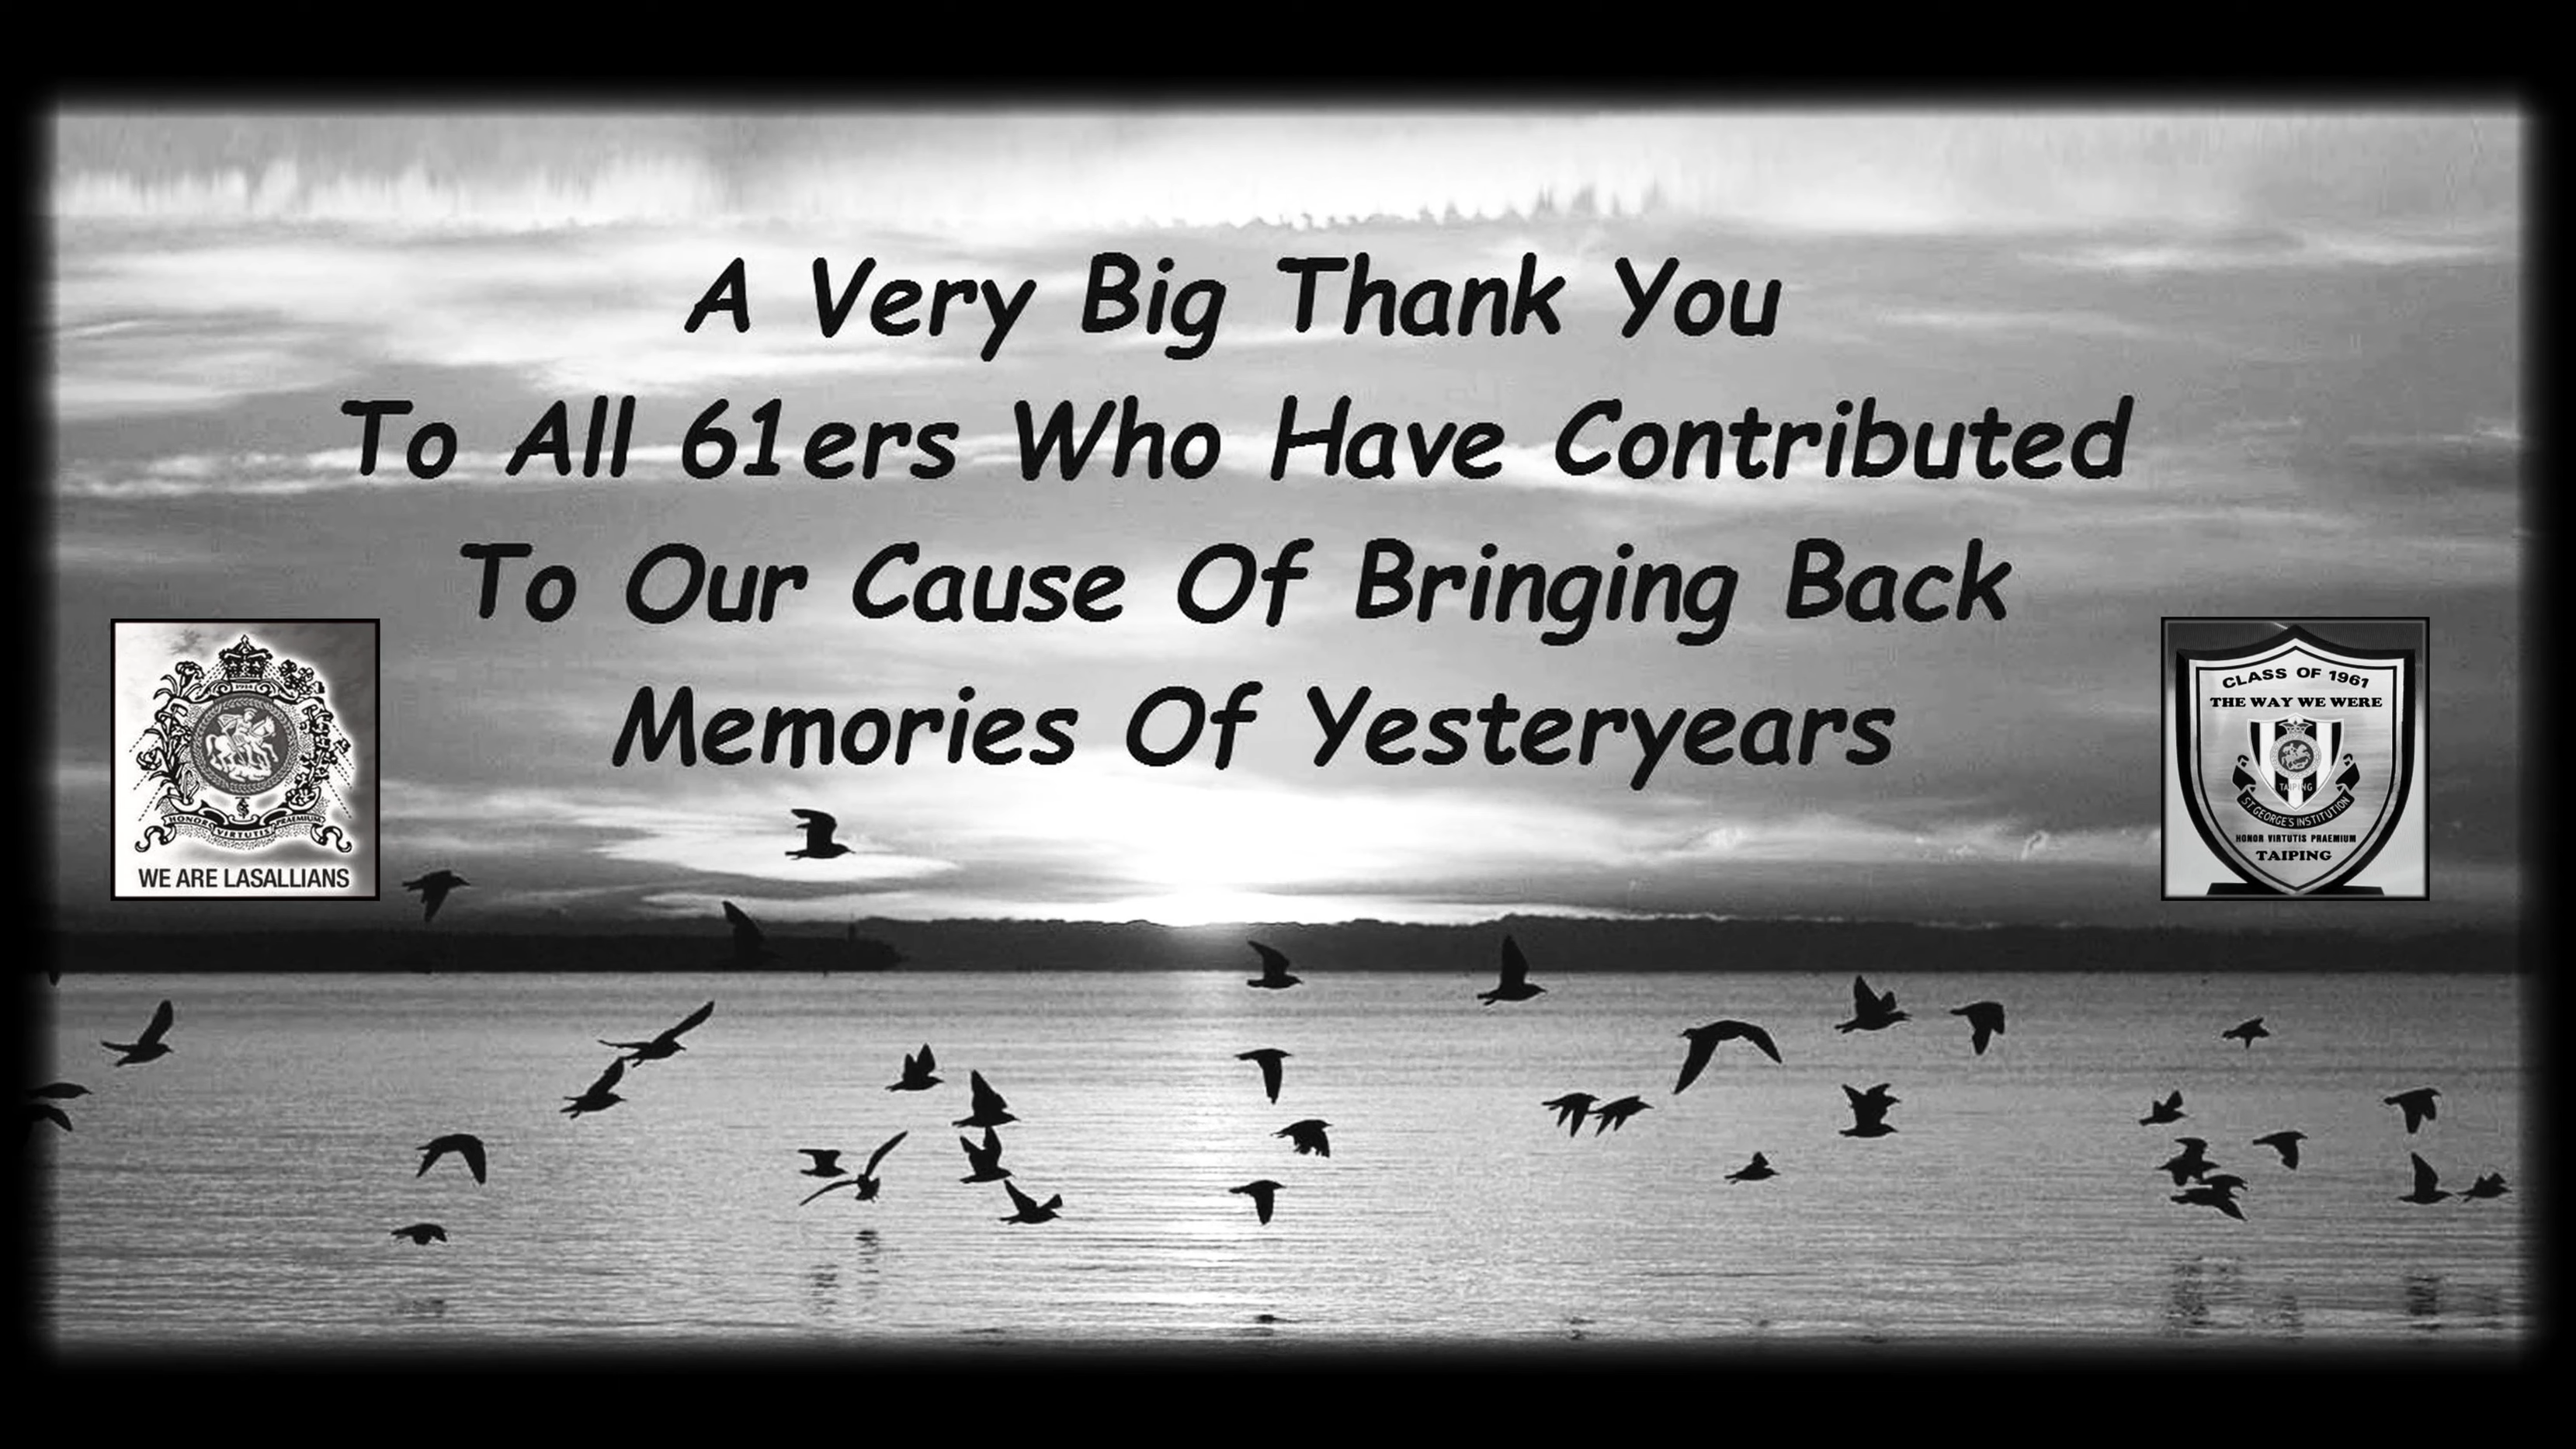 A Very Big Thank You
To All 61ers Who Have Contributed
To Our Cause Of Bringing Back
Memories Of Yesteryears
HONOR VIRTUTIS PRAEMIUM
WE ARE LASALLIANS
CLASS OF 1961
THE WAY WE WERE
TAIPING
ST. GEORGE'S INSTITUTION
HONOR VIRTUTIS PRAEMIUM
TAIPING